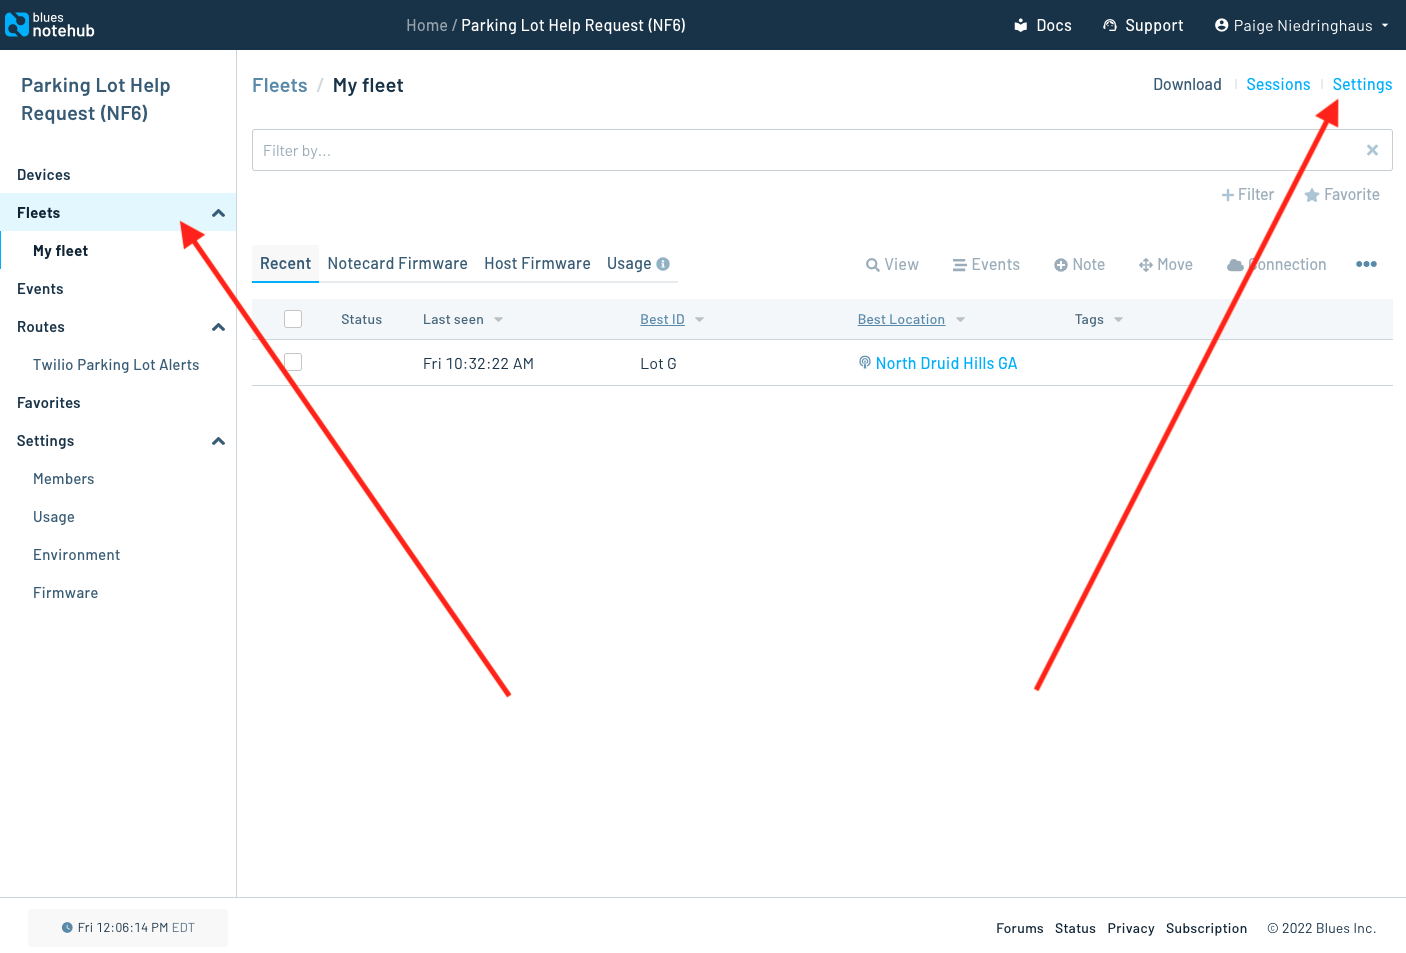 blues
notehub
Home / Parking Lot Help Request (NF6)
Docs
Support
Paige Niedringhaus
Parking Lot Help
Request (NF6)
Devices
Fleets
My fleet
Events
Routes
Twilio Parking Lot Alerts
Favorites
Settings
Members
Usage
Environment
Firmware
Fleets / My fleet
Download
Sessions
Settings
Filter by...
Filter
Favorite
Recent
Notecard Firmware
Host Firmware
Usage
View
Events
Note
Move
Connection
Status
Last seen
Best ID
Best Location
Tags
Fri 10:32:22 AM
Lot G
North Druid Hills GA
Fri 12:06:14 PM EDT
Forums
Status
Privacy
Subscription
© 2022 Blues Inc.